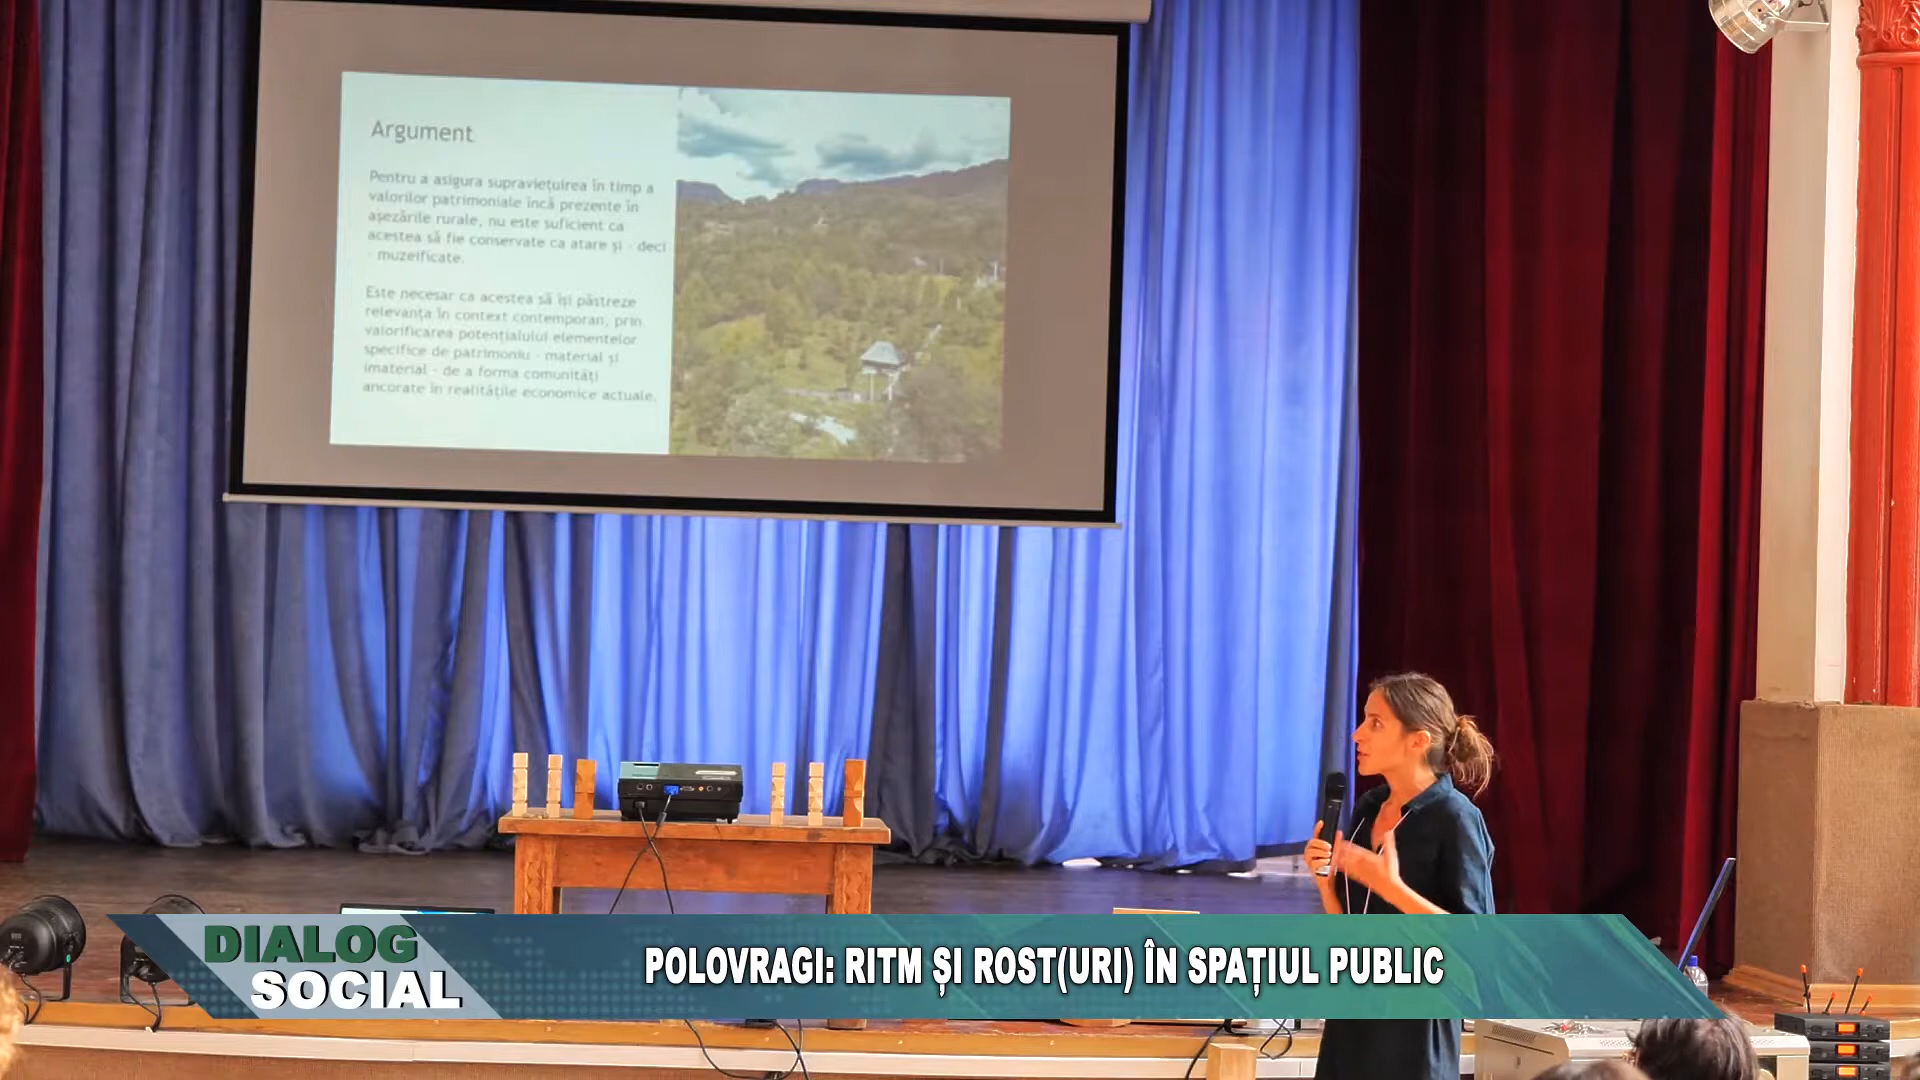 Argument
Pentru a asigura supraviețuirea în timp a
valorilor patrimoniale încă prezente în
așezările rurale, nu este suficient ca
acestea să fie conservate ca atare și - deci
- muzeificate.
Este necesar ca acestea să își păstreze
relevanța în context contemporan, prin
valorificarea potențialului elementelor
specifice de patrimoniu - material și
imaterial - de a forma comunități
ancorate în realitățile economice actuale.
DIALOG
SOCIAL
POLOVRAGI: RITM ȘI ROST(URI) ÎN SPAȚIUL PUBLIC